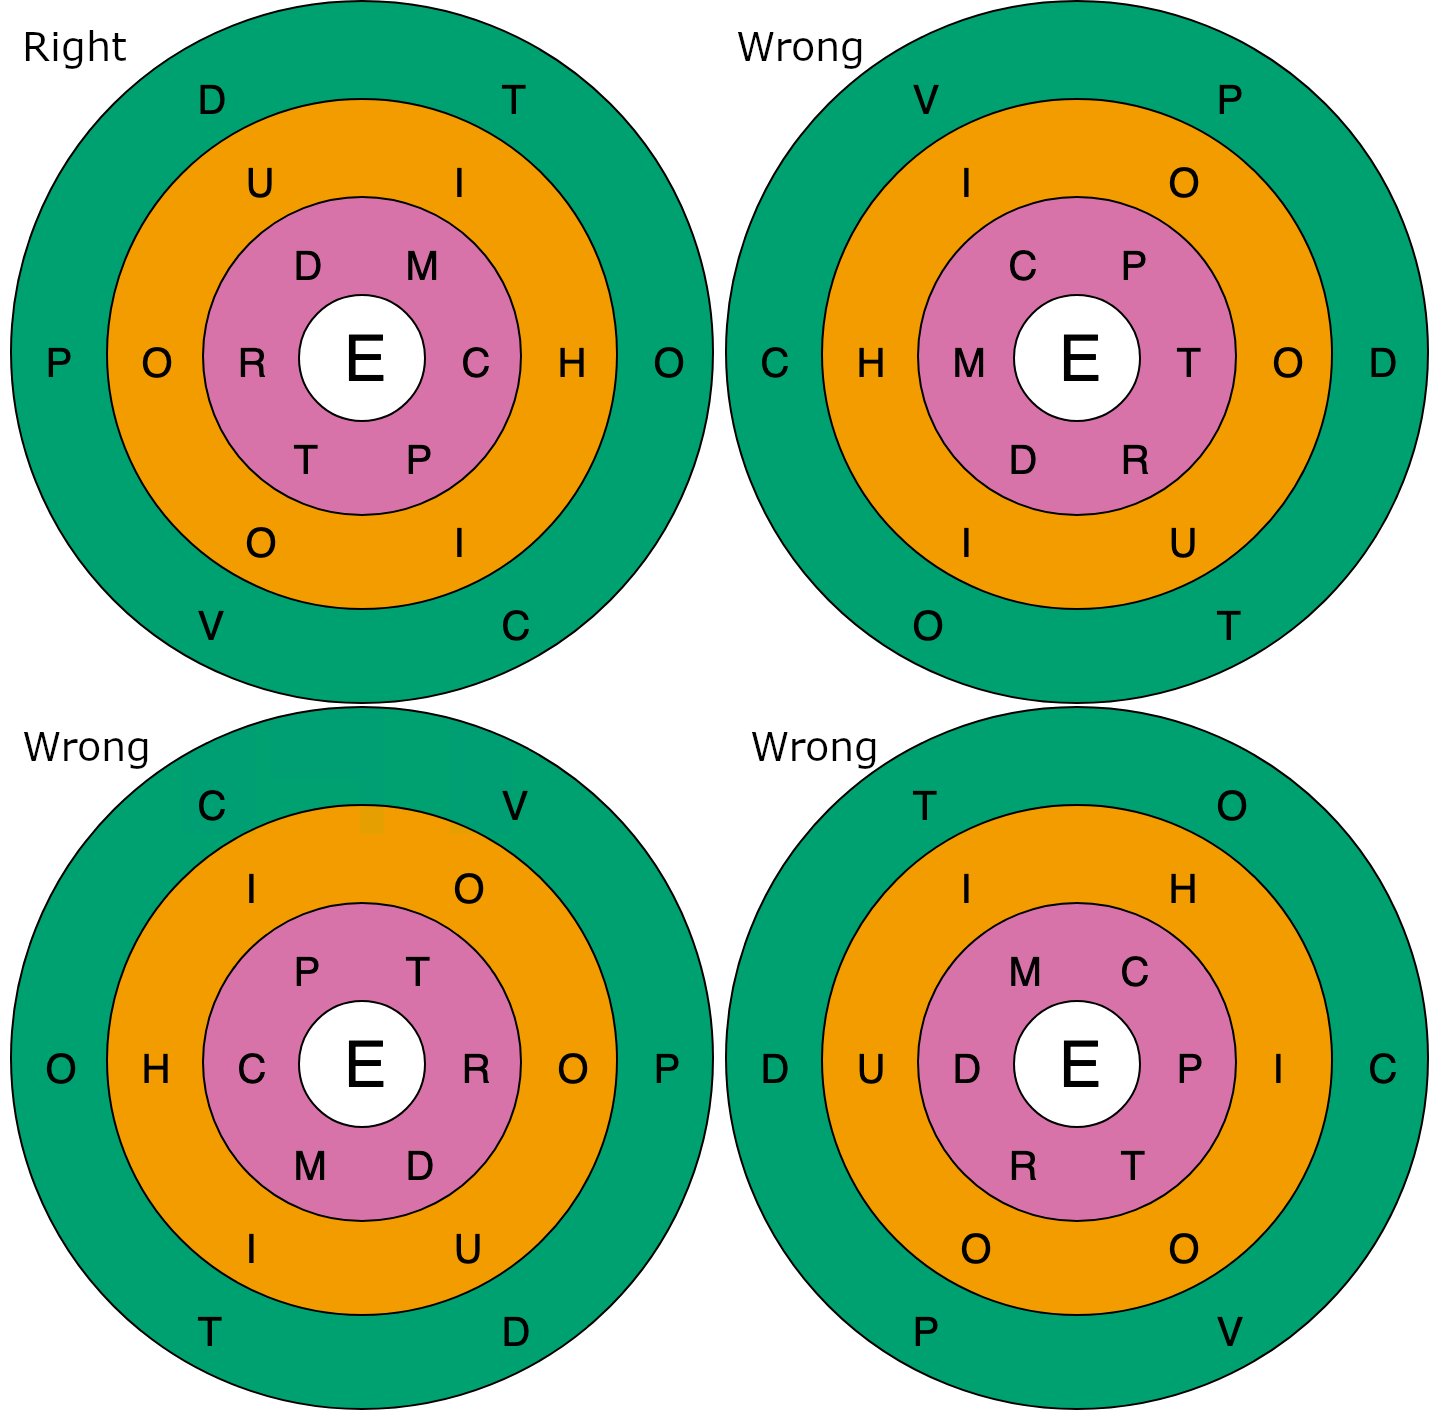 Right
D T
U I
D M
P O R E C H O
T P
O I
V C
Wrong
V P
I O
C P
C H M E T O D
D R
I U
O T
Wrong
C V
I O
P T
O H C E R O P
M D
I U
T D
Wrong
T O
I H
M C
D U D E P I C
R T
O O
P V